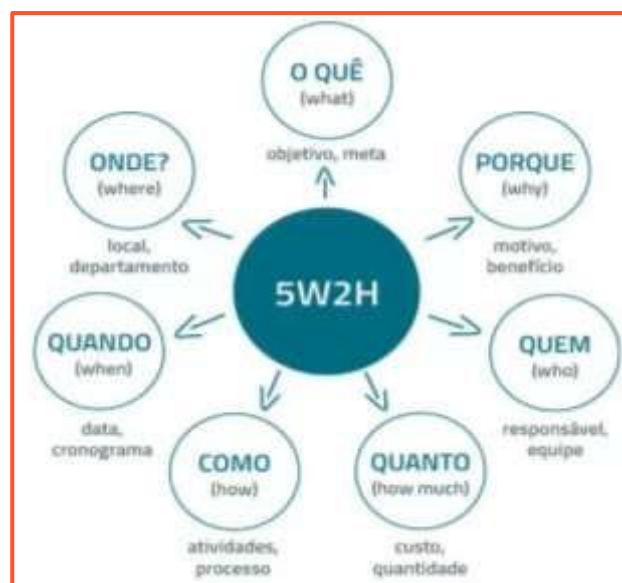 O QUÊ
(what)
objetivo, meta
ONDE?
(where)
local,
departamento
PORQUE
(why)
motivo,
benefício
5W2H
QUANDO
(when)
data,
cronograma
QUEM
(who)
responsável,
equipe
COMO
(how)
atividades,
processo
QUANTO
(how much)
custo,
quantidade